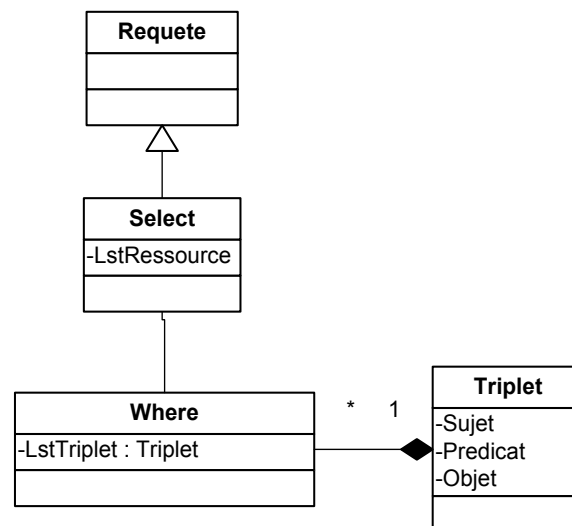 Requete
Select
-LstRessource
Where
-LstTriplet : Triplet
* 1
Triplet
-Sujet
-Predicat
-Objet